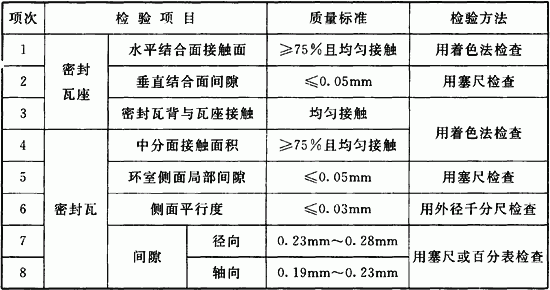 项次 检验项目 质量标准 检验方法
1 密封瓦座 水平结合面接触面 ≥75%且均匀接触 用着色法检查
2 垂直结合面间隙 ≤0.05mm 用塞尺检查
3 密封瓦背与瓦座接触 均匀接触 用着色法检查
4 密封瓦 中分面接触面积 ≥75%且均匀接触
5 环室侧面局部间隙 ≤0.05mm 用塞尺检查
6 侧面平行度 ≤0.03mm 用外径千分尺检查
7 间隙 径向 0.23mm～0.28mm 用塞尺或百分表检查
8 轴向 0.19mm～0.23mm